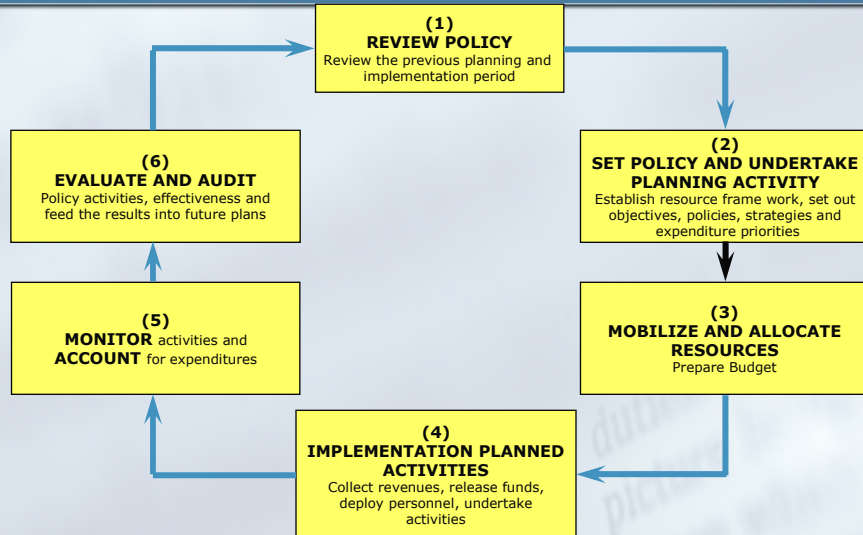 (1)
REVIEW POLICY
Review the previous planning and
implementation period
(2)
SET POLICY AND UNDERTAKE
PLANNING ACTIVITY
Establish resource frame work, set out
objectives, policies, strategies and
expenditure priorities
(3)
MOBILIZE AND ALLOCATE
RESOURCES
Prepare Budget
(4)
IMPLEMENTATION PLANNED
ACTIVITIES
Collect revenues, release funds,
deploy personnel, undertake
activities
(5)
MONITOR activities and
ACCOUNT for expenditures
(6)
EVALUATE AND AUDIT
Policy activities, effectiveness and
feed the results into future plans
picture